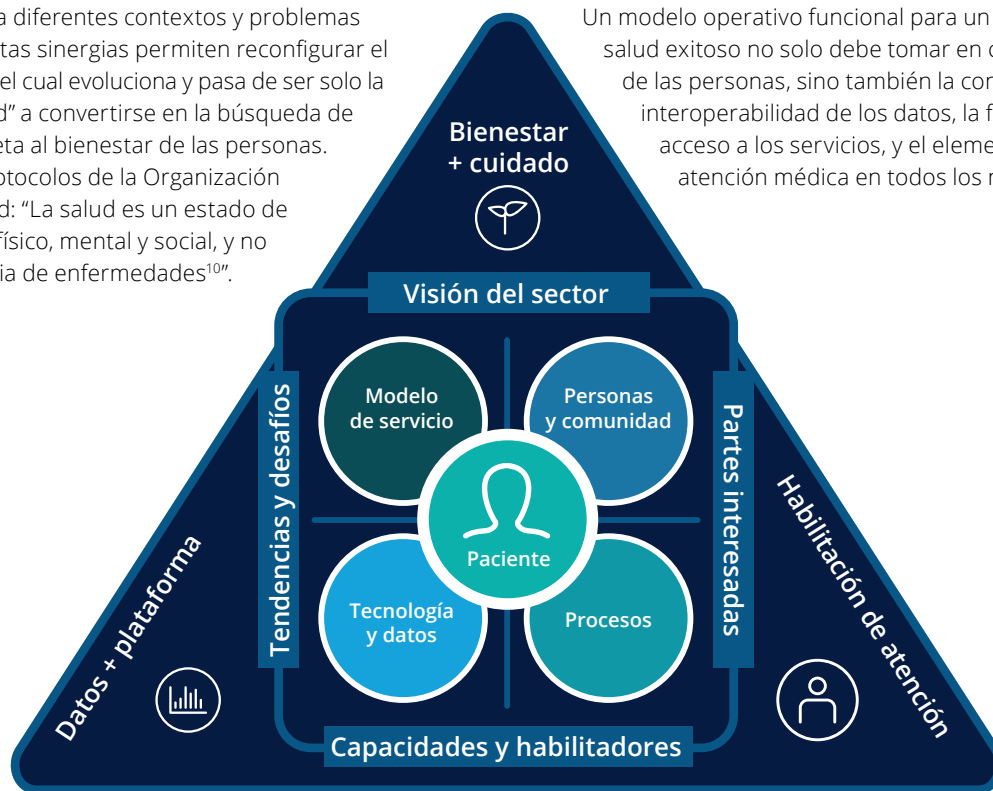 a diferentes contextos y problemas
tas sinergias permiten reconfigurar el
el cual evoluciona y pasa de ser solo la
d” a convertirse en la búsqueda de
eta al bienestar de las personas.
otocolos de la Organización
d: “La salud es un estado de
físico, mental y social, y no
ia de enfermedades¹⁰”.
Un modelo operativo funcional para un
salud exitoso no solo debe tomar en c
de las personas, sino también la con
interoperabilidad de los datos, la f
acceso a los servicios, y el eleme
atención médica en todos los
Bienestar
+ cuidado
Visión del sector
Tendencias y desafíos
Modelo
de servicio
Personas
y comunidad
Partes interesadas
Paciente
Tecnología
y datos
Procesos
Datos + plataforma
Habilitación de atención
Capacidades y habilitadores